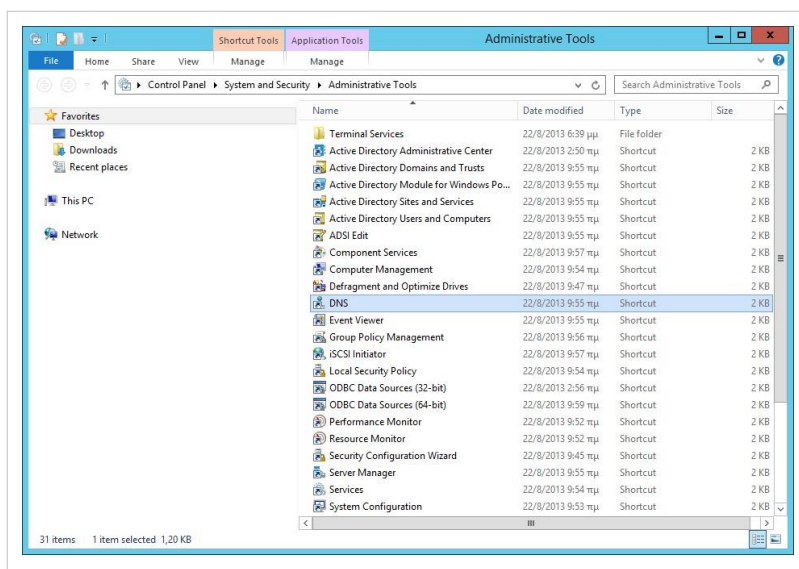 Shortcut Tools Application Tools Administrative Tools
File Home Share View Manage Manage
Control Panel System and Security Administrative Tools Search Administrative Tools
Favorites
Desktop
Downloads
Recent places
This PC
Network
Name Date modified Type Size
Terminal Services 22/8/2013 6:39 μμ File folder
Active Directory Administrative Center 22/8/2013 2:50 πμ Shortcut 2 KB
Active Directory Domains and Trusts 22/8/2013 9:55 πμ Shortcut 2 KB
Active Directory Module for Windows Po... 22/8/2013 9:55 πμ Shortcut 2 KB
Active Directory Sites and Services 22/8/2013 9:55 πμ Shortcut 2 KB
Active Directory Users and Computers 22/8/2013 9:55 πμ Shortcut 2 KB
ADSI Edit 22/8/2013 9:55 πμ Shortcut 2 KB
Component Services 22/8/2013 9:57 πμ Shortcut 2 KB
Computer Management 22/8/2013 9:54 πμ Shortcut 2 KB
Defragment and Optimize Drives 22/8/2013 9:47 πμ Shortcut 2 KB
DNS 22/8/2013 9:55 πμ Shortcut 2 KB
Event Viewer 22/8/2013 9:55 πμ Shortcut 2 KB
Group Policy Management 22/8/2013 9:56 πμ Shortcut 2 KB
iSCSI Initiator 22/8/2013 9:57 πμ Shortcut 2 KB
Local Security Policy 22/8/2013 9:54 πμ Shortcut 2 KB
ODBC Data Sources (32-bit) 22/8/2013 2:56 πμ Shortcut 2 KB
ODBC Data Sources (64-bit) 22/8/2013 9:59 πμ Shortcut 2 KB
Performance Monitor 22/8/2013 9:52 πμ Shortcut 2 KB
Resource Monitor 22/8/2013 9:52 πμ Shortcut 2 KB
Security Configuration Wizard 22/8/2013 9:45 πμ Shortcut 2 KB
Server Manager 22/8/2013 9:55 πμ Shortcut 2 KB
Services 22/8/2013 9:54 πμ Shortcut 2 KB
System Configuration 22/8/2013 9:53 πμ Shortcut 2 KB
31 items 1 item selected 1,20 KB